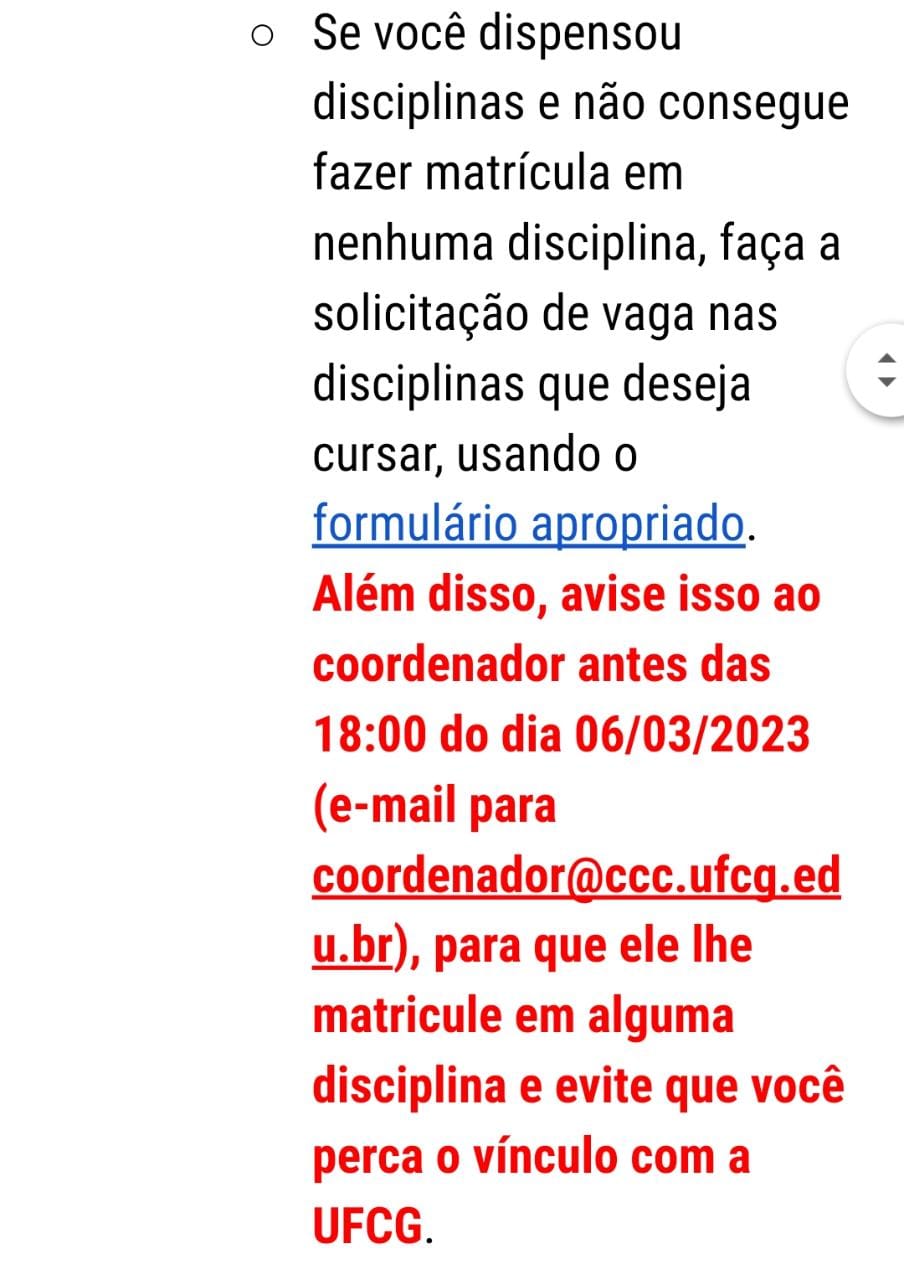 Se você dispensou
disciplinas e não consegue
fazer matrícula em
nenhuma disciplina, faça a
solicitação de vaga nas
disciplinas que deseja
cursar, usando o
formulário apropriado.
Além disso, avise isso ao
coordenador antes das
18:00 do dia 06/03/2023
(e-mail para
coordenador@ccc.ufcg.ed
u.br), para que ele lhe
matricule em alguma
disciplina e evite que você
perca o vínculo com a
UFCG.